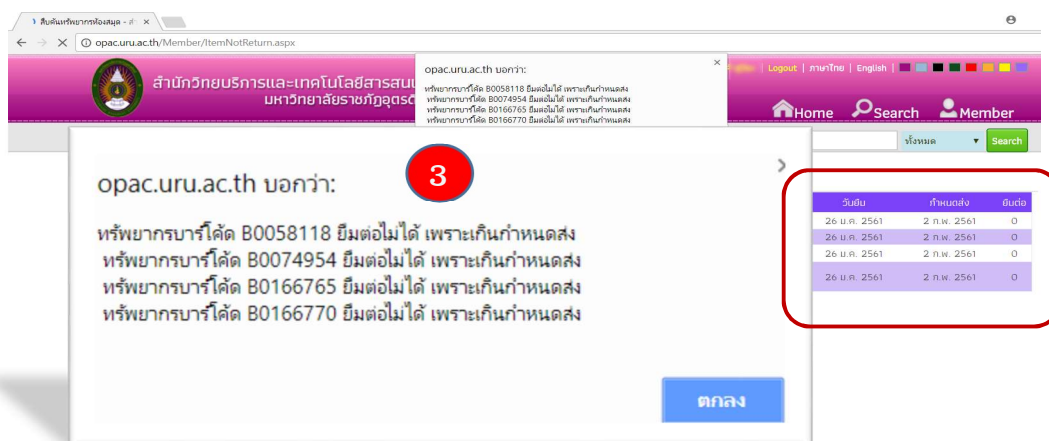 สืบค้นทรัพยากรห้องสมุด - สำ
opac.uru.ac.th/Member/ItemNotReturn.aspx
สำนักวิทยบริการและเทคโนโลยีสารสนเ
มหาวิทยาลัยราชภัฏอุตรดิ
opac.uru.ac.th บอกว่า:
ทรัพยากรบาร์โค้ด B0058118 ยืมต่อไม่ได้ เพราะเกินกำหนดส่ง
ทรัพยากรบาร์โค้ด B0074954 ยืมต่อไม่ได้ เพราะเกินกำหนดส่ง
ทรัพยากรบาร์โค้ด B0166765 ยืมต่อไม่ได้ เพราะเกินกำหนดส่ง
ทรัพยากรบาร์โค้ด B0166770 ยืมต่อไม่ได้ เพราะเกินกำหนดส่ง
| Logout | ภาษาไทย | English |
Home Search Member
ทั้งหมด Search
3
opac.uru.ac.th บอกว่า:
ทรัพยากรบาร์โค้ด B0058118 ยืมต่อไม่ได้ เพราะเกินกำหนดส่ง
ทรัพยากรบาร์โค้ด B0074954 ยืมต่อไม่ได้ เพราะเกินกำหนดส่ง
ทรัพยากรบาร์โค้ด B0166765 ยืมต่อไม่ได้ เพราะเกินกำหนดส่ง
ทรัพยากรบาร์โค้ด B0166770 ยืมต่อไม่ได้ เพราะเกินกำหนดส่ง
ตกลง
วันยืม กำหนดส่ง ยืมต่อ
26 ม.ค. 2561 2 ก.พ. 2561 0
26 ม.ค. 2561 2 ก.พ. 2561 0
26 ม.ค. 2561 2 ก.พ. 2561 0
26 ม.ค. 2561 2 ก.พ. 2561 0